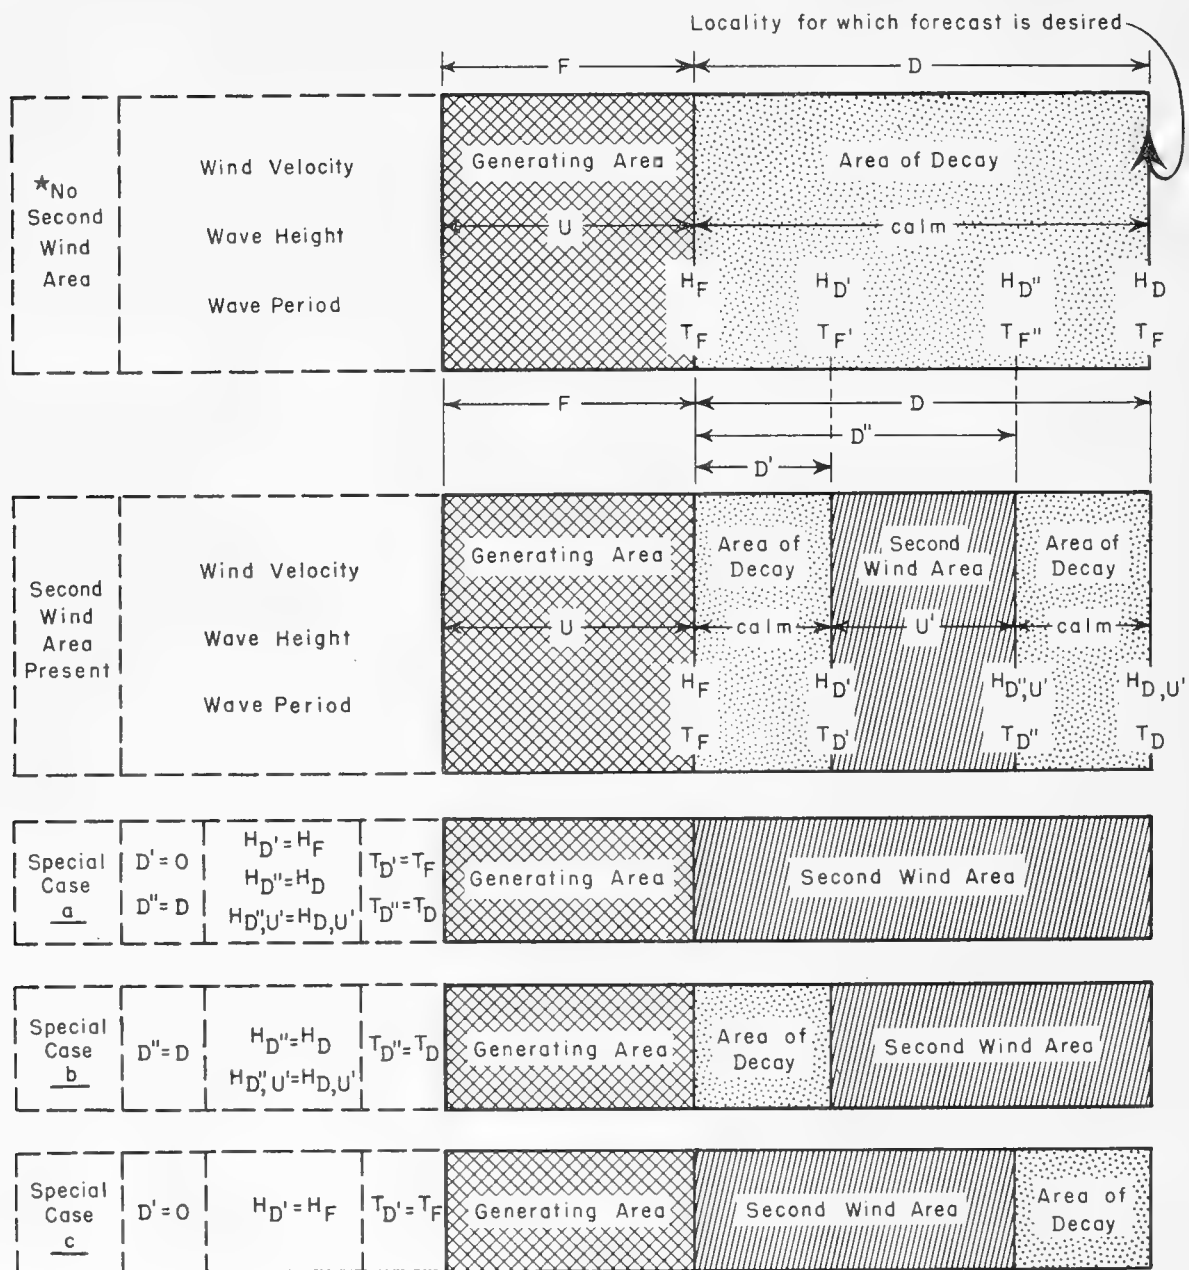 Locality for which forecast is desired
F D
★No
Second
Wind
Area
Wind Velocity
Wave Height
Wave Period
Generating Area
Area of Decay
U calm
H_F H_D' H_D" H_D
T_F T_F' T_F" T_F
F D
D"
D'
Second
Wind
Area
Present
Wind Velocity
Wave Height
Wave Period
Generating Area
Area of
Decay
Second
Wind Area
Area of
Decay
U calm U' calm
H_F H_D' H_D",U' H_D,U'
T_F T_D' T_D" T_D
Special
Case
a
D'=O
D"=D
H_D'=H_F
H_D"=H_D
H_D",U'=H_D,U'
T_D'=T_F
T_D"=T_D
Generating Area
Second Wind Area
Special
Case
b
D"=D
H_D"=H_D
H_D",U'=H_D,U'
T_D"=T_D
Generating Area
Area of
Decay
Second Wind Area
Special
Case
c
D'=O
H_D'=H_F
T_D'=T_F
Generating Area
Second Wind Area
Area of
Decay